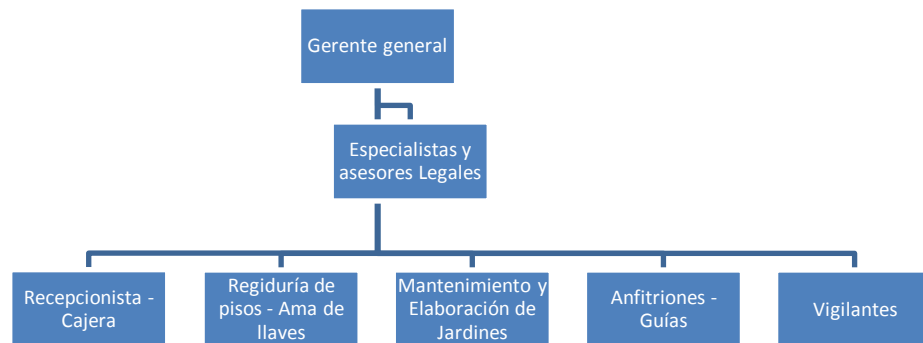 Gerente general
Especialistas y
asesores Legales
Recepcionista -
Cajera
Regiduría de
pisos - Ama de
llaves
Mantenimiento y
Elaboración de
Jardines
Anfitriones -
Guías
Vigilantes